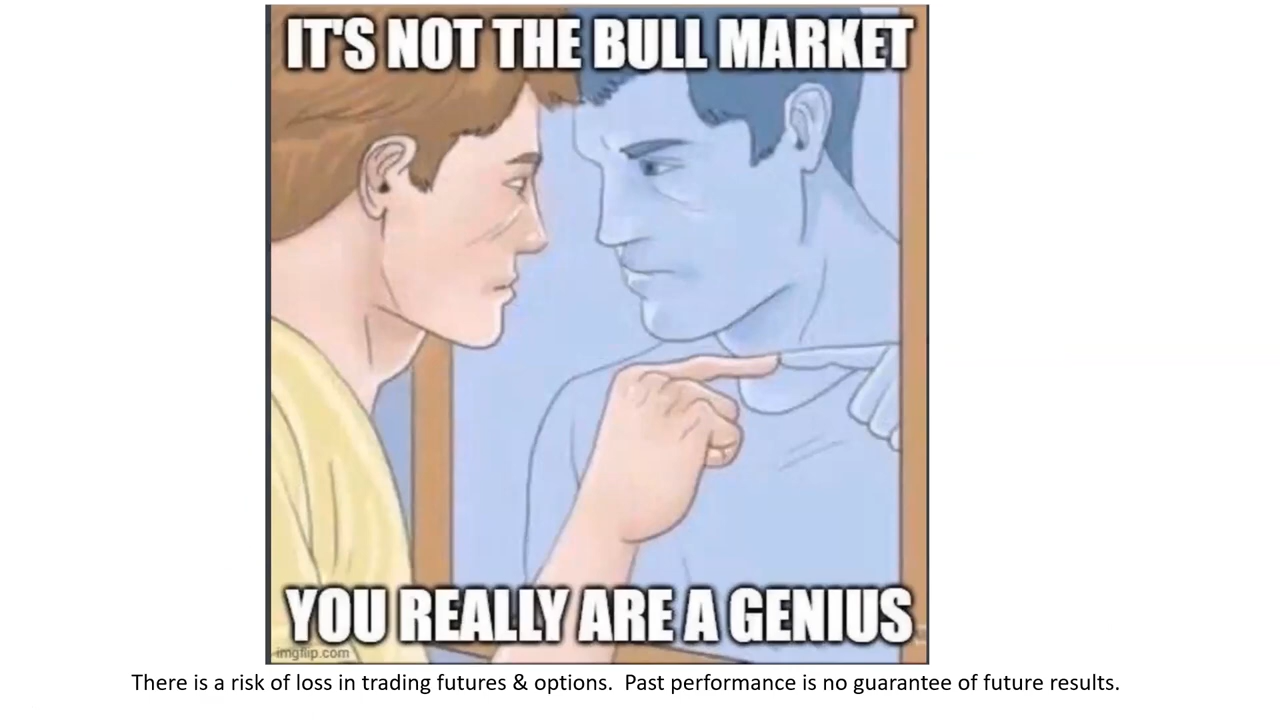 IT'S NOT THE BULL MARKET
YOU REALLY ARE A GENIUS
imgflip.com
There is a risk of loss in trading futures & options.  Past performance is no guarantee of future results.